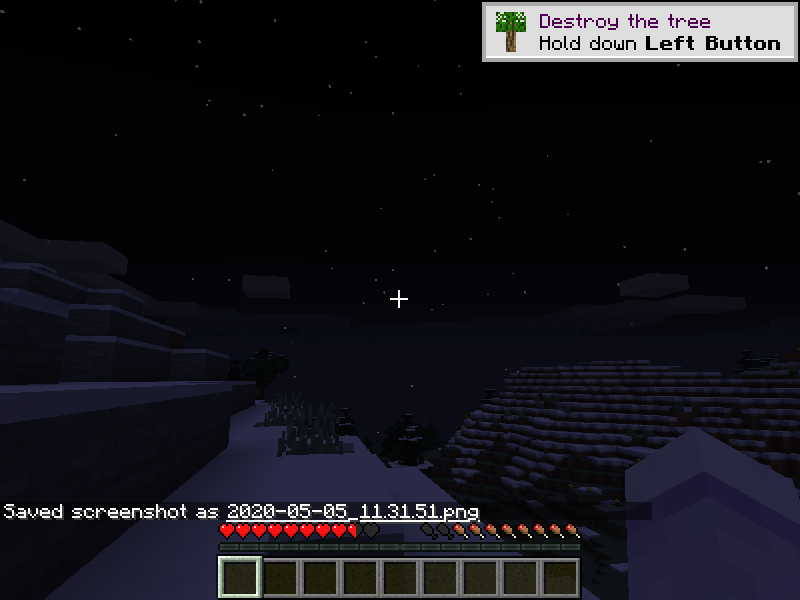 Destroy the tree
Hold down Left Button
Saved screenshot as 2020-05-05_11.31.51.png